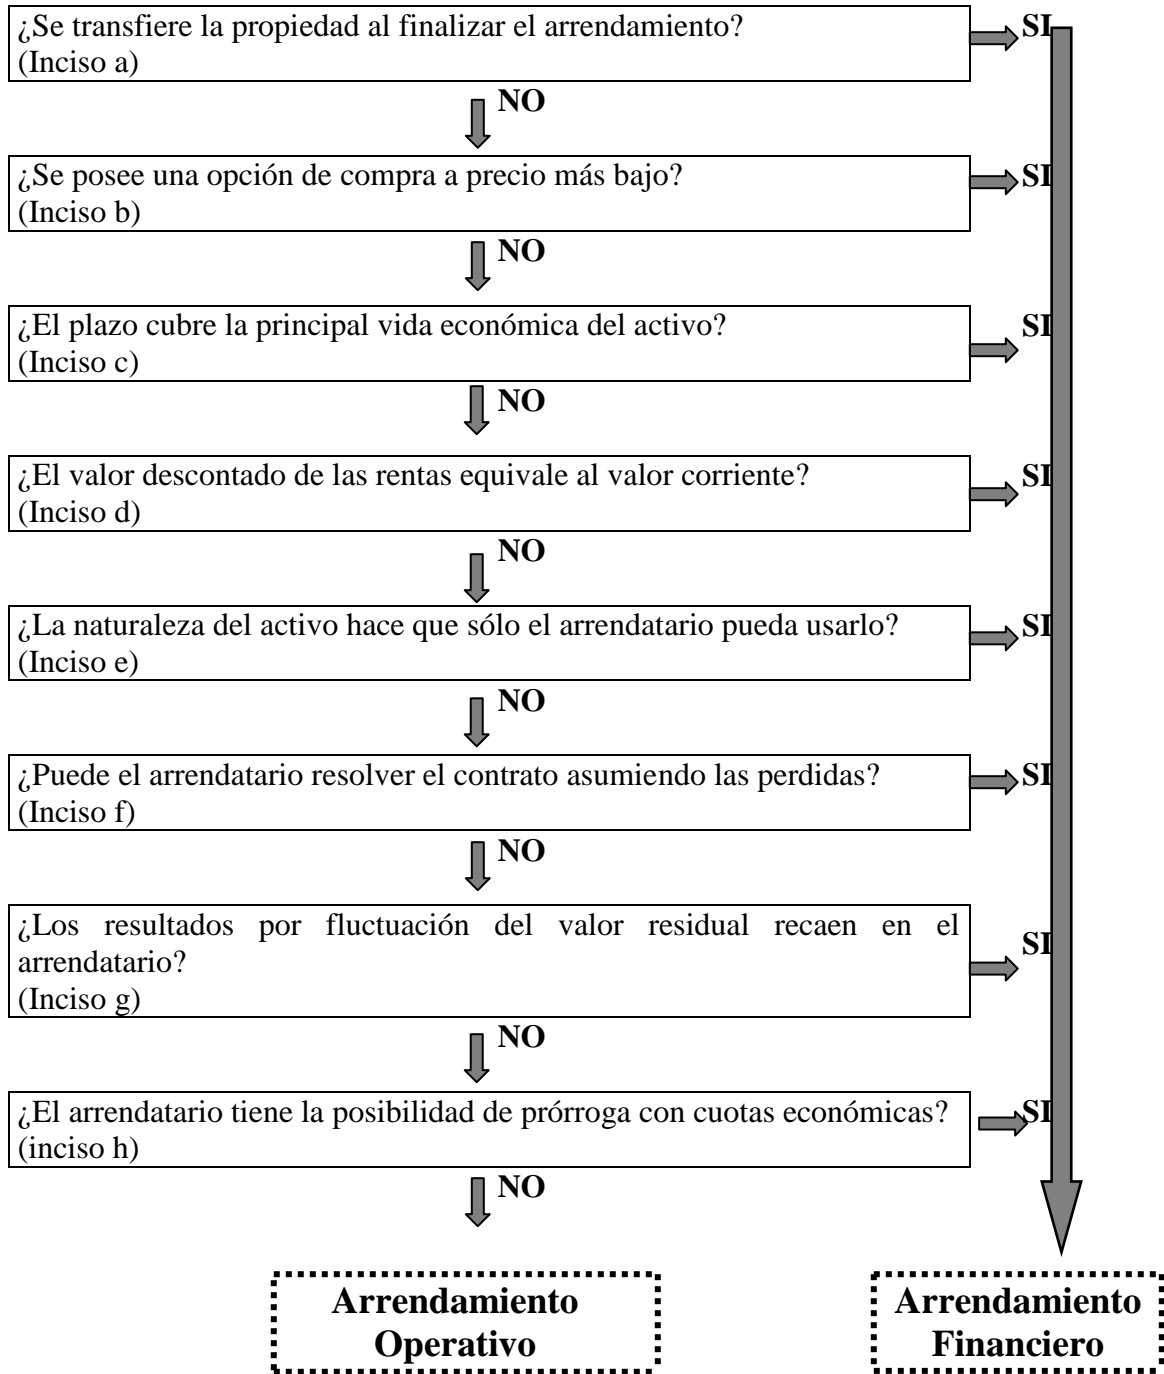 ¿Se transfiere la propiedad al finalizar el arrendamiento?
SI
(Inciso a)
NO
¿Se posee una opción de compra a precio más bajo?
SI
(Inciso b)
NO
¿El plazo cubre la principal vida económica del activo?
SI
(Inciso c)
NO
¿El valor descontado de las rentas equivale al valor corriente?
SI
(Inciso d)
NO
¿La naturaleza del activo hace que sólo el arrendatario pueda usarlo?
SI
(Inciso e)
NO
¿Puede el arrendatario resolver el contrato asumiendo las perdidas?
SI
(Inciso f)
NO
¿Los resultados por fluctuación del valor residual recaen en el
arrendatario?
SI
(Inciso g)
NO
¿El arrendatario tiene la posibilidad de prórroga con cuotas económicas?
SI
(inciso h)
NO
Arrendamiento
Operativo
Arrendamiento
Financiero